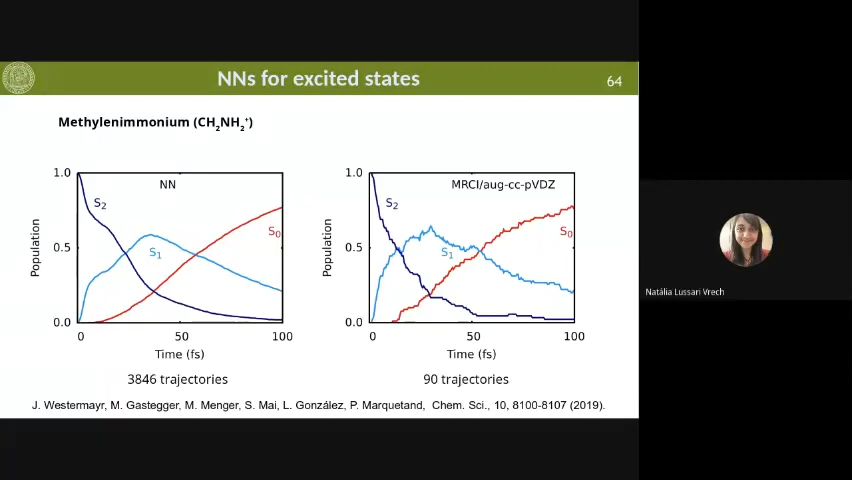 NNs for excited states
64
Methylenimmonium (CH₂NH₂⁺)
1.0
NN
S₂
S₁
S₀
0.5
0.0
Population
0
50
100
Time (fs)
3846 trajectories
1.0
MRCI/aug-cc-pVDZ
S₂
S₁
S₀
0.5
0.0
Population
0
50
100
Time (fs)
90 trajectories
J. Westermayr, M. Gastegger, M. Menger, S. Mai, L. González, P. Marquetand, Chem. Sci., 10, 8100-8107 (2019).
Natália Lussari Vrech